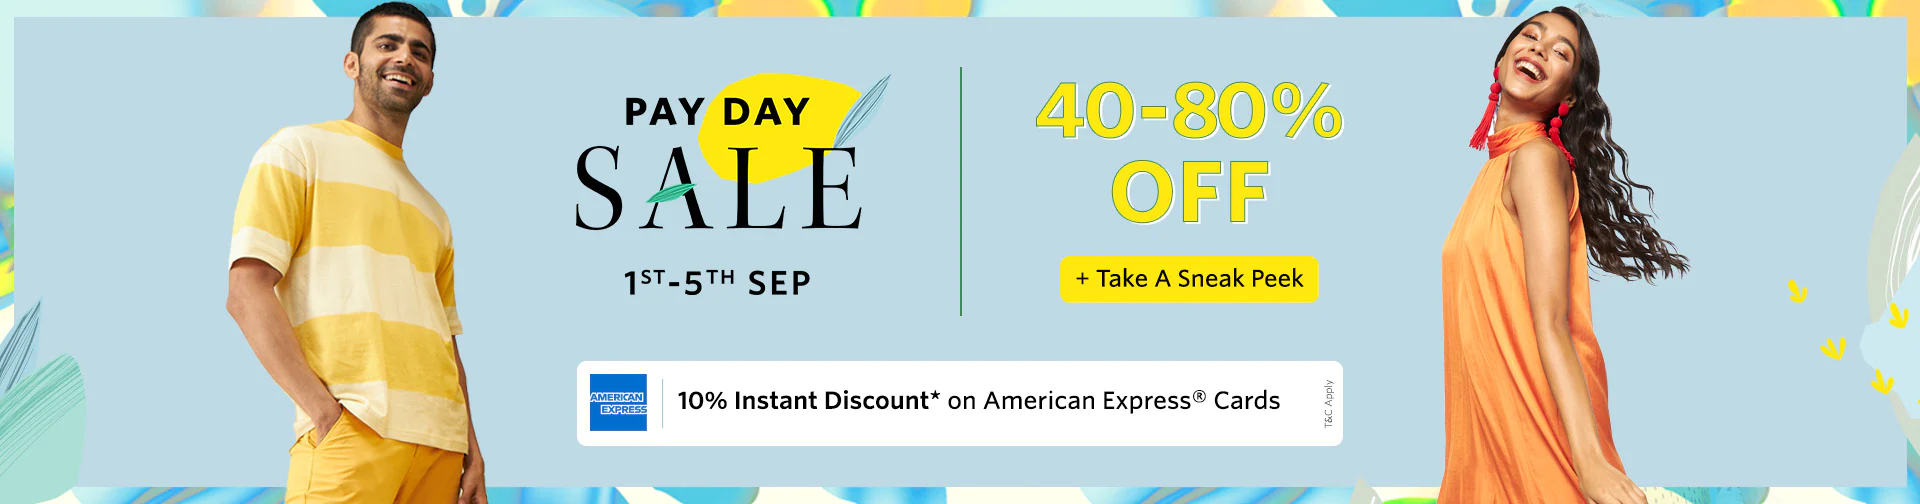 PAY DAY
SALE
1ST-5TH SEP
40-80%
OFF
+ Take A Sneak Peek
AMERICAN
EXPRESS
10% Instant Discount* on American Express® Cards
T&C Apply